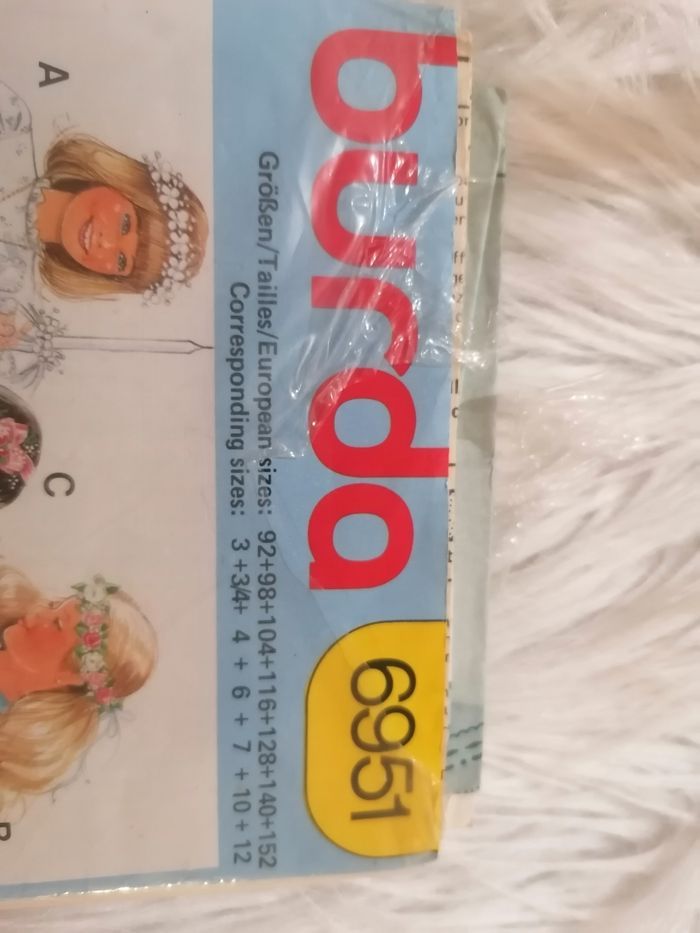 burda 6951
Größen/Tailles/European sizes: 92+98+104+116+128+140+152
Corresponding sizes: 3 +3/4+ 4 + 6 + 7 +10 + 12
A
C